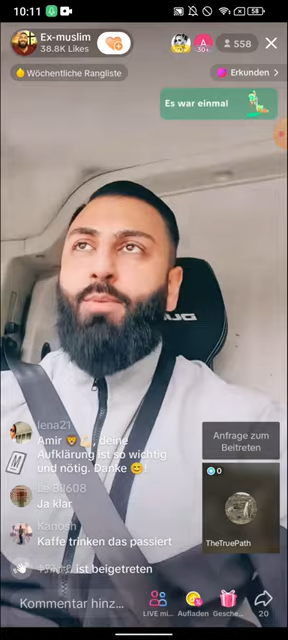 10:11
58
Ex-muslim
38.8K Likes
30+
558
Wöchentliche Rangliste
Erkunden >
Es war einmal
lena21
Amir 🦁💪🏻, deine
Aufklärung ist so wichtig
und nötig. Danke 😇!
Ja klar
Kanosh
Kaffe trinken das passiert
ist beigetreten
Anfrage zum
Beitreten
0
TheTruePath
Kommentar hinz...
LIVE mi...
Aufladen
Gesche...
20